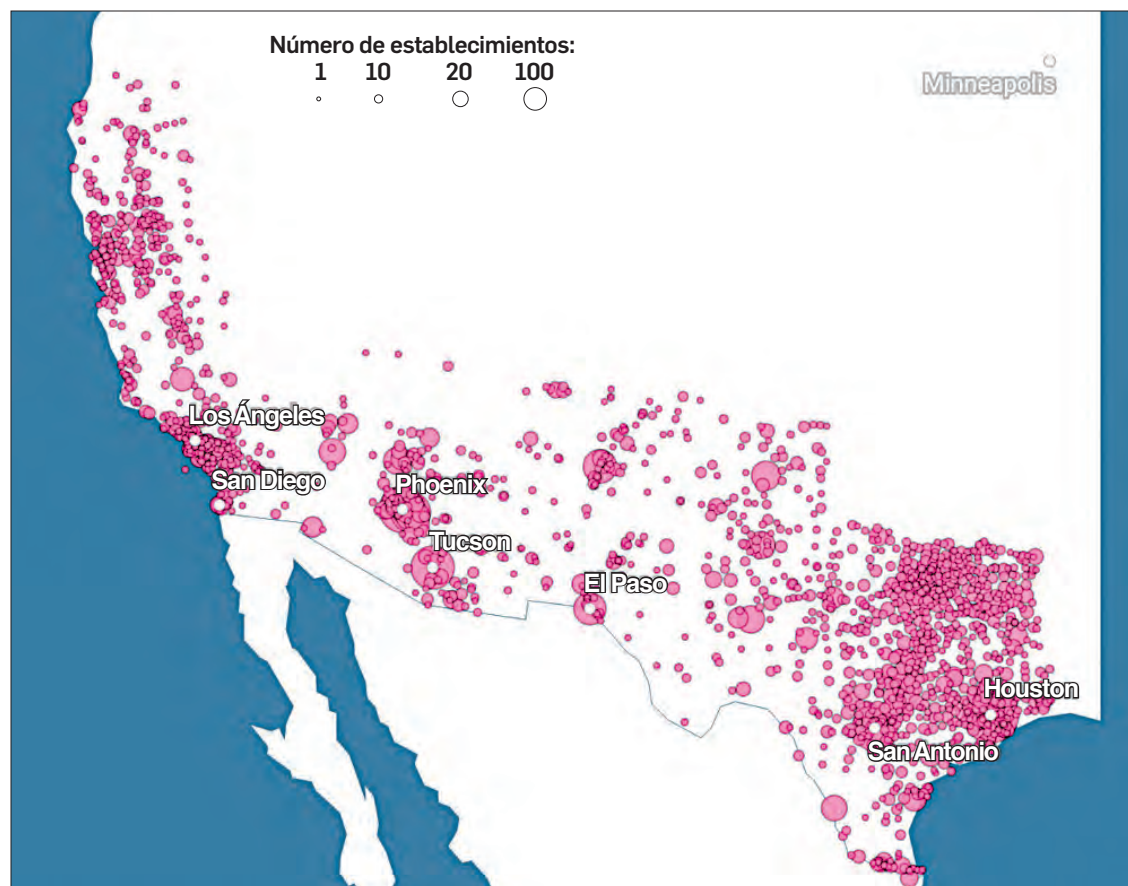 Número de establecimientos:
1 10 20 100
Minneapolis
Los Ángeles
San Diego
Phoenix
Tucson
El Paso
Houston
San Antonio